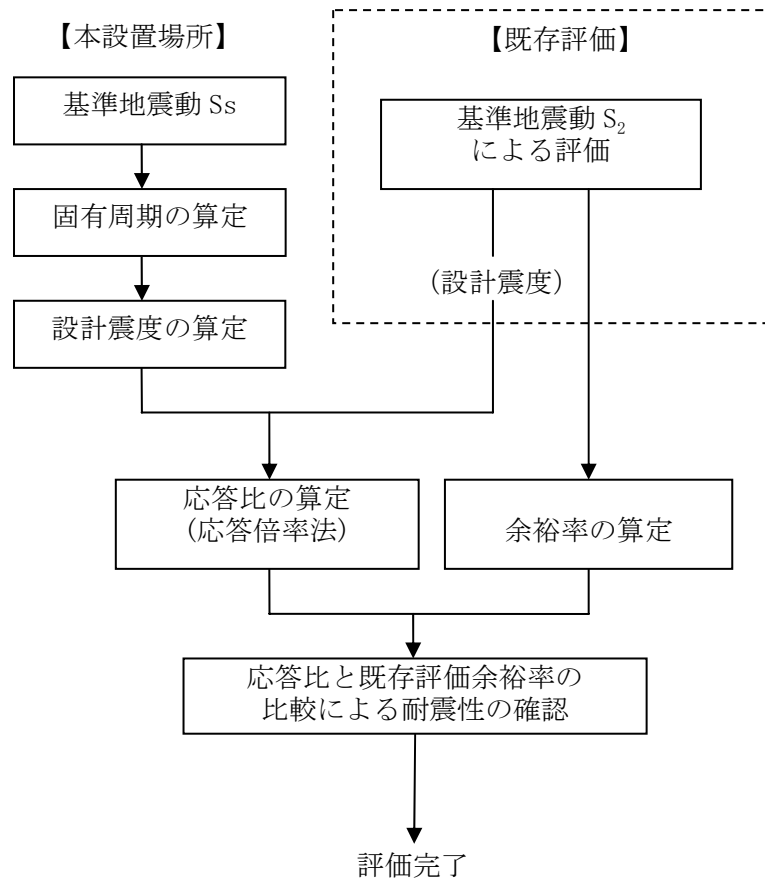 【本設置場所】
【既存評価】
基準地震動 Ss
基準地震動 S₂
による評価
固有周期の算定
(設計震度)
設計震度の算定
応答比の算定
(応答倍率法)
余裕率の算定
応答比と既存評価余裕率の
比較による耐震性の確認
評価完了